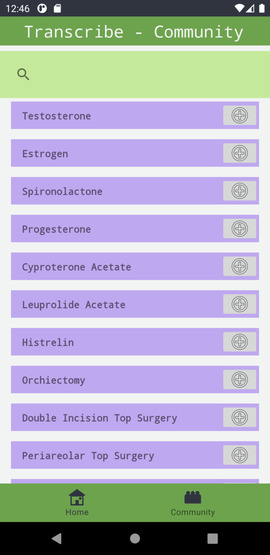 12:46
Transcribe - Community
Testosterone
Estrogen
Spironolactone
Progesterone
Cyproterone Acetate
Leuprolide Acetate
Histrelin
Orchiectomy
Double Incision Top Surgery
Periareolar Top Surgery
Home
Community